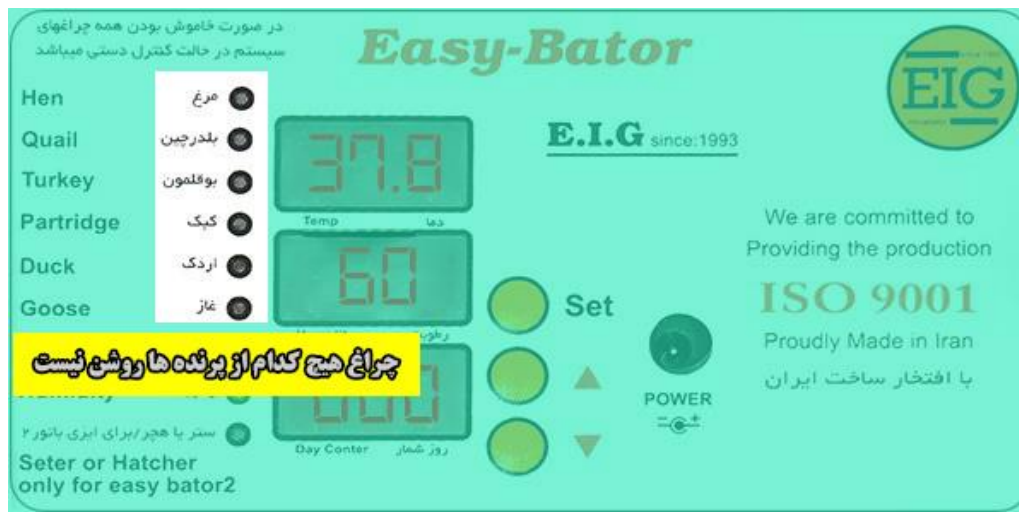 در صورت خاموش بودن همه چراغهای
سیستم در حالت کنترل دستی میباشد
Easy-Bator
EIG
Hen مرغ
Quail بلدرچین
Turkey بوقلمون
Partridge کبک
Duck اردک
Goose غاز
37.8
Temp دما
60
E.I.G since:1993
We are committed to
Providing the production
ISO 9001
Proudly Made in Iran
با افتخار ساخت ایران
Set
POWER
چراغ هیچ کدام از پرنده ها روشن نیست
000
Day Conter روز شمار
ستر یا هچر/برای ایزی باتور ۲
Seter or Hatcher
only for easy bator2